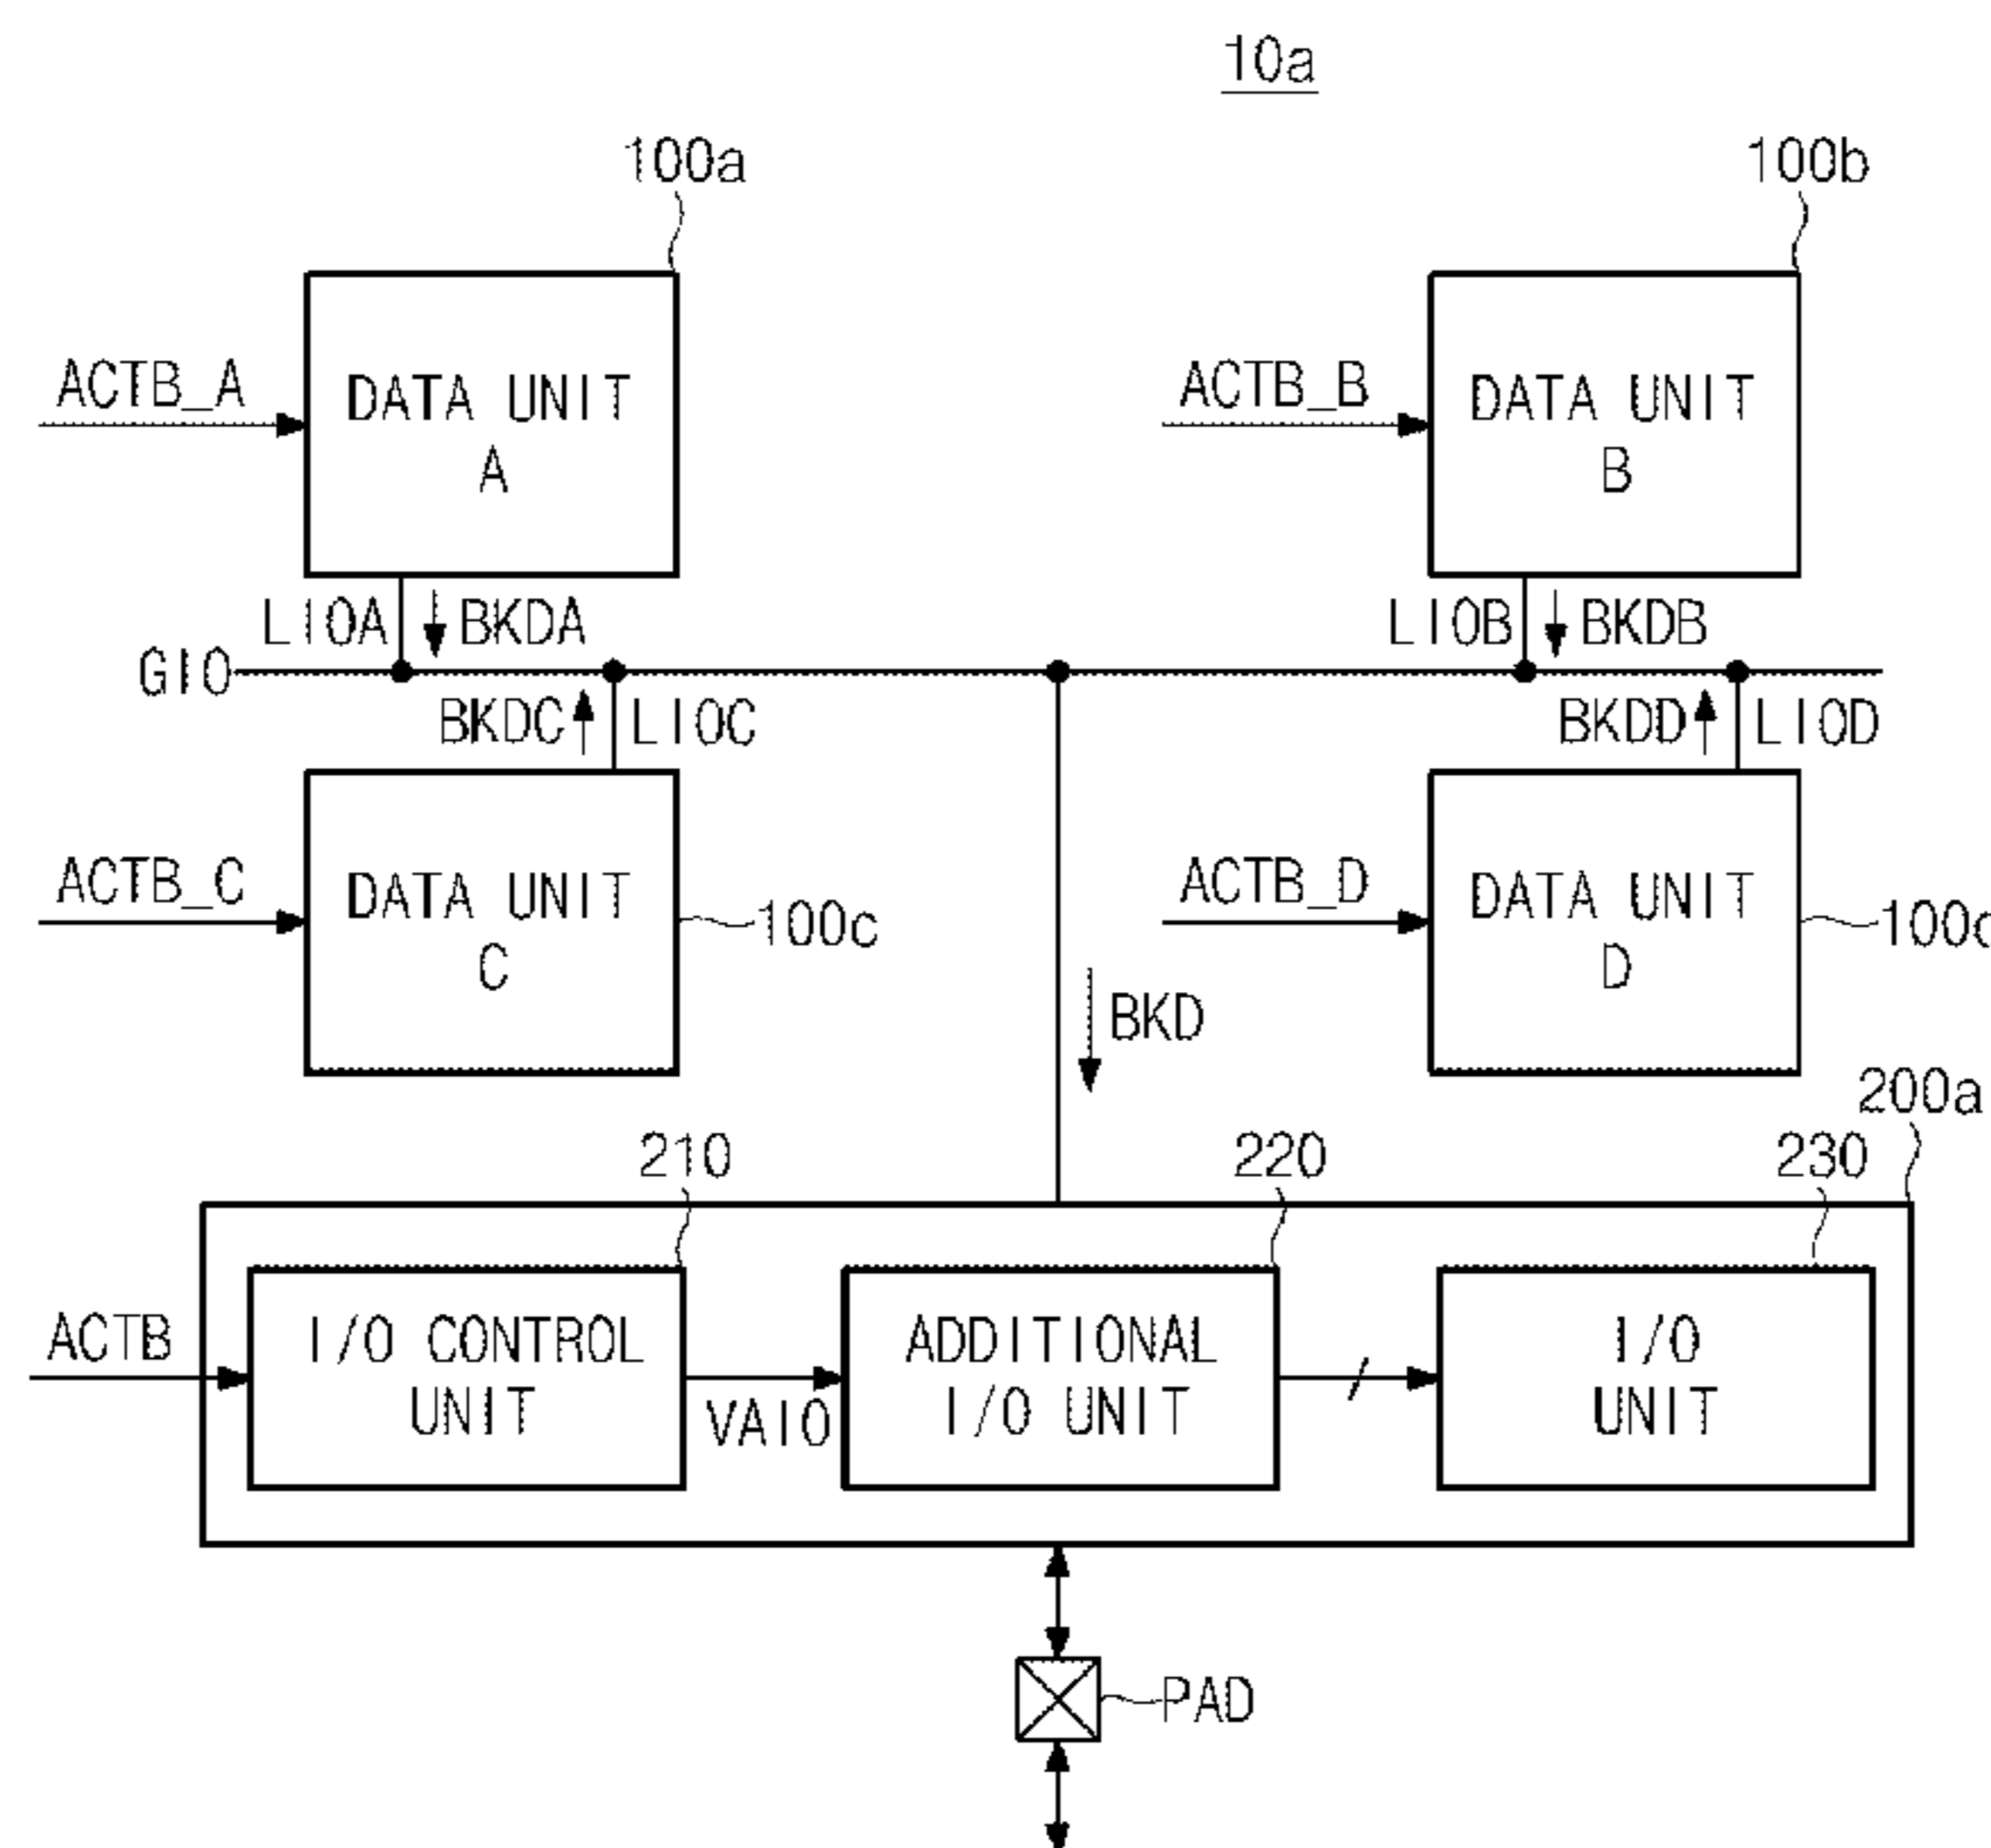 10a
100a
100b
ACTB_A
DATA UNIT
A
ACTB_B
DATA UNIT
B
LIOA
BKDA
LIOB
BKDB
GIO
BKDC
LIOC
BKDD
LIOD
ACTB_C
DATA UNIT
C
100c
ACTB_D
DATA UNIT
D
BKD
200a
210
220
230
ACTB
I/O CONTROL
UNIT
VAIO
ADDITIONAL
I/O UNIT
I/O
UNIT
PAD